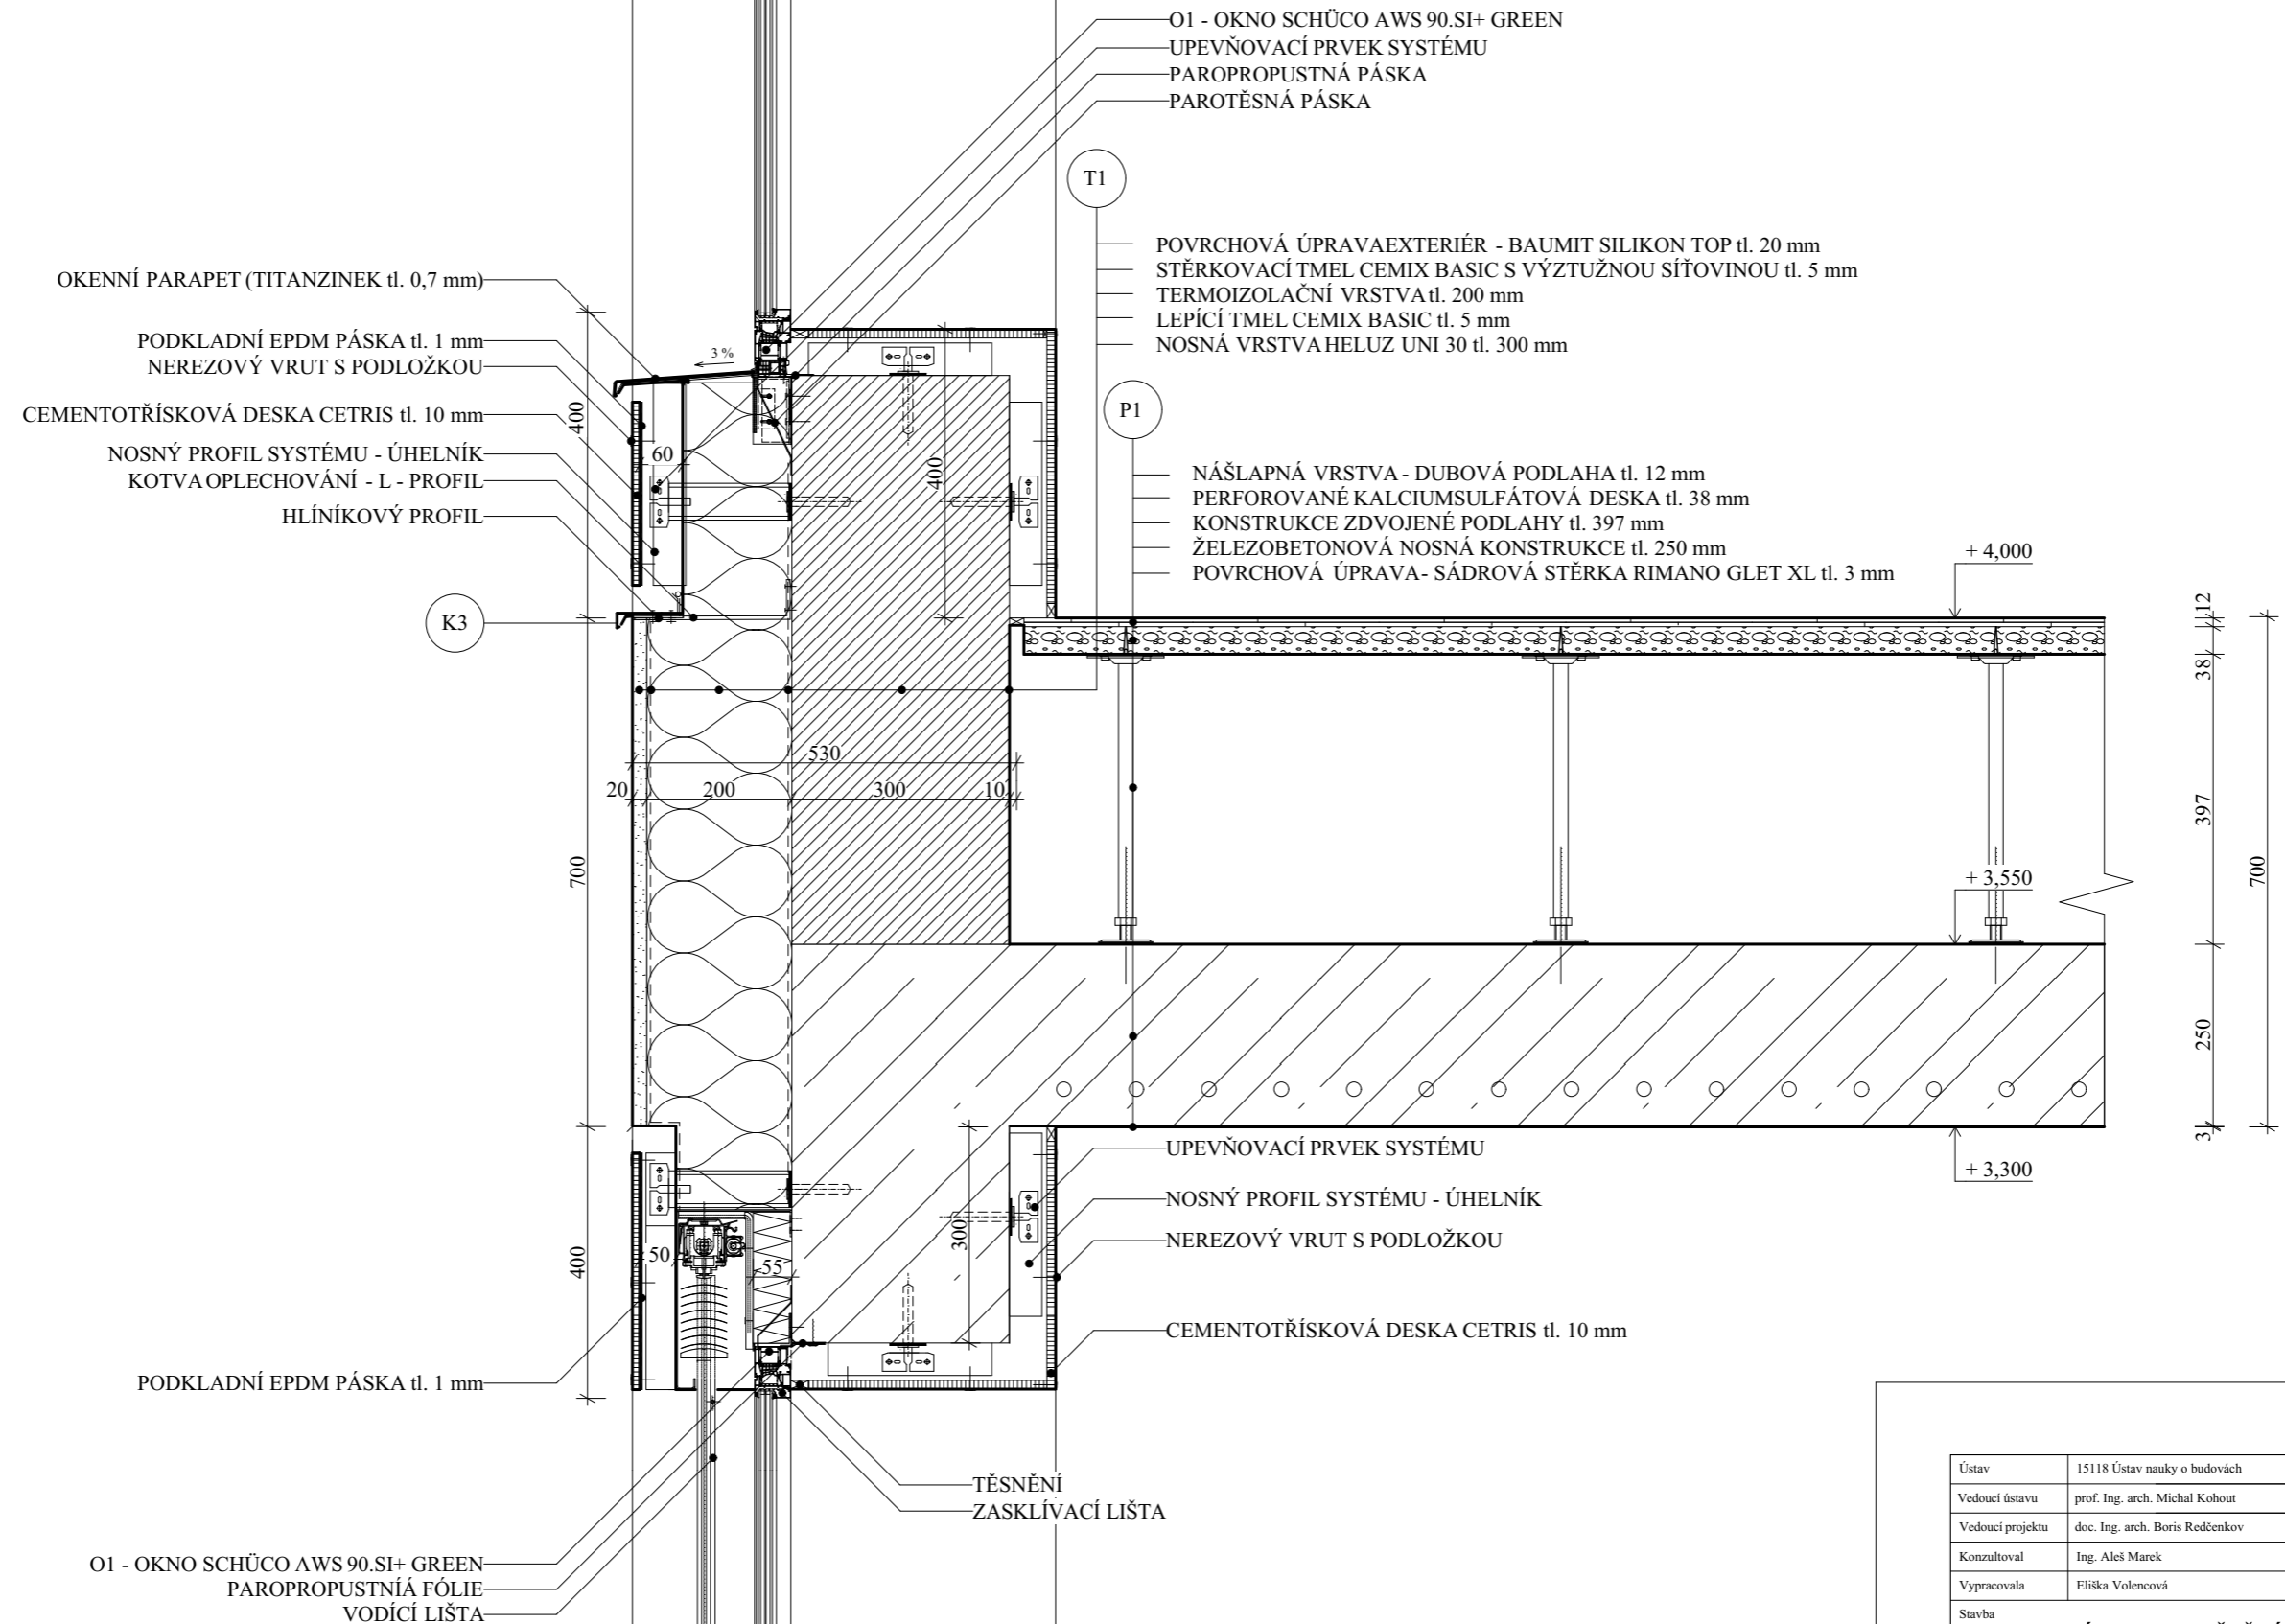 O1 - OKNO SCHÜCO AWS 90.SI+ GREEN
UPEVŇOVACÍ PRVEK SYSTÉMU
PAROPROPUSTNÁ PÁSKA
PAROTĚSNÁ PÁSKA
T1
POVRCHOVÁ ÚPRAVAEXTERIÉR - BAUMIT SILIKON TOP tl. 20 mm
STĚRKOVACÍ TMEL CEMIX BASIC S VÝZTUŽNOU SÍŤOVINOU tl. 5 mm
TERMOIZOLAČNÍ VRSTVA tl. 200 mm
LEPÍCÍ TMEL CEMIX BASIC tl. 5 mm
NOSNÁ VRSTVA HELUZ UNI 30 tl. 300 mm
OKENNÍ PARAPET (TITANZINEK tl. 0,7 mm)
PODKLADNÍ EPDM PÁSKA tl. 1 mm
NEREZOVÝ VRUT S PODLOŽKOU
CEMENTOTŘÍSKOVÁ DESKA CETRIS tl. 10 mm
NOSNÝ PROFIL SYSTÉMU - ÚHELNÍK
KOTVA OPLECHOVÁNÍ - L - PROFIL
HLÍNÍKOVÝ PROFIL
K3
3 %
400
60
400
P1
NÁŠLAPNÁ VRSTVA - DUBOVÁ PODLAHA tl. 12 mm
PERFOROVANÉ KALCIUMSULFÁTOVÁ DESKA tl. 38 mm
KONSTRUKCE ZDVOJENÉ PODLAHY tl. 397 mm
ŽELEZOBETONOVÁ NOSNÁ KONSTRUKCE tl. 250 mm
POVRCHOVÁ ÚPRAVA - SÁDROVÁ STĚRKA RIMANO GLET XL tl. 3 mm
+ 4,000
12
38
530
20 200 300 10
397
700
+ 3,550
700
250
3
+ 3,300
UPEVŇOVACÍ PRVEK SYSTÉMU
NOSNÝ PROFIL SYSTÉMU - ÚHELNÍK
NEREZOVÝ VRUT S PODLOŽKOU
CEMENTOTŘÍSKOVÁ DESKA CETRIS tl. 10 mm
400
50
55
300
PODKLADNÍ EPDM PÁSKA tl. 1 mm
TĚSNĚNÍ
ZASKLÍVACÍ LIŠTA
O1 - OKNO SCHÜCO AWS 90.SI+ GREEN
PAROPROPUSTNÍÁ FÓLIE
VODÍCÍ LIŠTA
Ústav 15118 Ústav nauky o budovách
Vedoucí ústavu prof. Ing. arch. Michal Kohout
Vedoucí projektu doc. Ing. arch. Boris Redčenkov
Konzultoval Ing. Aleš Marek
Vypracovala Eliška Volencová
Stavba